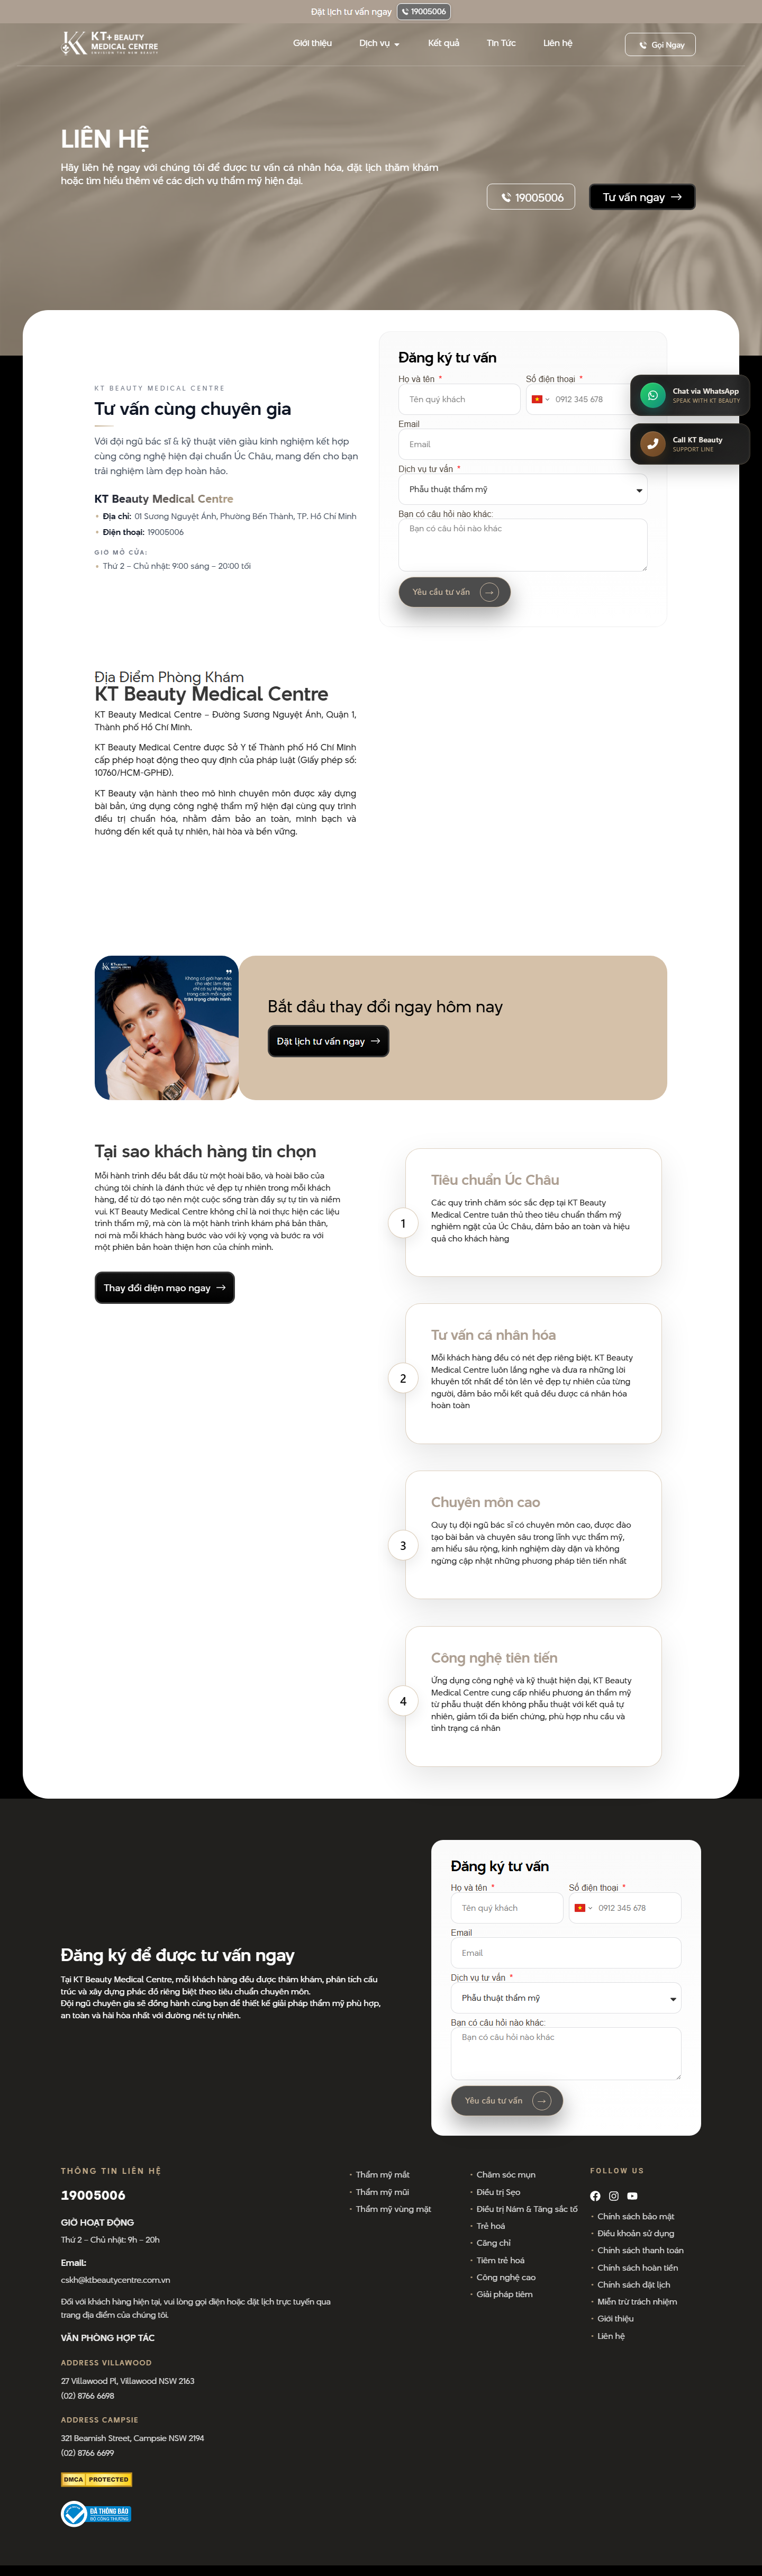 Đặt lịch tư vấn ngay 19005006
KT+ BEAUTY
MEDICAL CENTRE
Giới thiệu
Dịch vụ
Kết quả
Tin Tức
Liên hệ
Gọi Ngay
LIÊN HỆ
Hãy liên hệ ngay với chúng tôi để được tư vấn cá nhân hóa, đặt lịch thăm khám
hoặc tìm hiểu thêm về các dịch vụ thẩm mỹ hiện đại.
19005006
Tư vấn ngay →
KT BEAUTY MEDICAL CENTRE
Tư vấn cùng chuyên gia
Với đội ngũ bác sĩ & kỹ thuật viên giàu kinh nghiệm kết hợp
cùng công nghệ hiện đại chuẩn Úc Châu, mang đến cho bạn
trải nghiệm làm đẹp hoàn hảo.
KT Beauty Medical Centre
Địa chỉ: 01 Sương Nguyệt Ánh, Phường Bến Thành, TP. Hồ Chí Minh
Điện thoại: 19005006
GIỜ MỞ CỬA:
Thứ 2 – Chủ nhật: 9:00 sáng – 20:00 tối
Đăng ký tư vấn
Họ và tên *
Số điện thoại *
Tên quý khách
0912 345 678
Email
Email
Dịch vụ tư vấn *
Phẫu thuật thẩm mỹ
Bạn có câu hỏi nào khác:
Bạn có câu hỏi nào khác
Yêu cầu tư vấn →
Chat via WhatsApp
SPEAK WITH KT BEAUTY
Call KT Beauty
SUPPORT LINE
Địa Điểm Phòng Khám
KT Beauty Medical Centre
KT Beauty Medical Centre – Đường Sương Nguyệt Ánh, Quận 1,
Thành phố Hồ Chí Minh.
KT Beauty Medical Centre được Sở Y tế Thành phố Hồ Chí Minh
cấp phép hoạt động theo quy định của pháp luật (Giấy phép số:
10760/HCM-GPHĐ).
KT Beauty vận hành theo mô hình chuyên môn được xây dựng
bài bản, ứng dụng công nghệ thẩm mỹ hiện đại cùng quy trình
điều trị chuẩn hóa, nhằm đảm bảo an toàn, minh bạch và
hướng đến kết quả tự nhiên, hài hòa và bền vững.
Không có giới hạn nào
cho việc làm đẹp,
chỉ có sự khác biệt
trong cách mỗi người
trân trọng chính mình.
Bắt đầu thay đổi ngay hôm nay
Đặt lịch tư vấn ngay →
Tại sao khách hàng tin chọn
Mỗi hành trình đều bắt đầu từ một hoài bão, và hoài bão của
chúng tôi chính là đánh thức vẻ đẹp tự nhiên trong mỗi khách
hàng, để từ đó tạo nên một cuộc sống tràn đầy sự tự tin và niềm
vui. KT Beauty Medical Centre không chỉ là nơi thực hiện các liệu
trình thẩm mỹ, mà còn là một hành trình khám phá bản thân,
nơi mà mỗi khách hàng bước vào với kỳ vọng và bước ra với
một phiên bản hoàn thiện hơn của chính mình.
Thay đổi diện mạo ngay →
1
Tiêu chuẩn Úc Châu
Các quy trình chăm sóc sắc đẹp tại KT Beauty
Medical Centre tuân thủ theo tiêu chuẩn thẩm mỹ
nghiêm ngặt của Úc Châu, đảm bảo an toàn và hiệu
quả cho khách hàng
2
Tư vấn cá nhân hóa
Mỗi khách hàng đều có nét đẹp riêng biệt. KT Beauty
Medical Centre luôn lắng nghe và đưa ra những lời
khuyên tốt nhất để tôn lên vẻ đẹp tự nhiên của từng
người, đảm bảo mỗi kết quả đều được cá nhân hóa
hoàn toàn
3
Chuyên môn cao
Quy tụ đội ngũ bác sĩ có chuyên môn cao, được đào
tạo bài bản và chuyên sâu trong lĩnh vực thẩm mỹ,
am hiểu sâu rộng, kinh nghiệm dày dặn và không
ngừng cập nhật những phương pháp tiên tiến nhất
4
Công nghệ tiên tiến
Ứng dụng công nghệ và kỹ thuật hiện đại, KT Beauty
Medical Centre cung cấp nhiều phương án thẩm mỹ
từ phẫu thuật đến không phẫu thuật với kết quả tự
nhiên, giảm tối đa biến chứng, phù hợp nhu cầu và
tình trạng cá nhân
Đăng ký để được tư vấn ngay
Tại KT Beauty Medical Centre, mỗi khách hàng đều được thăm khám, phân tích cấu
trúc và xây dựng phác đồ riêng biệt theo tiêu chuẩn chuyên môn.
Đội ngũ chuyên gia sẽ đồng hành cùng bạn để thiết kế giải pháp thẩm mỹ phù hợp,
an toàn và hài hòa nhất với đường nét tự nhiên.
Đăng ký tư vấn
Họ và tên *
Số điện thoại *
Tên quý khách
0912 345 678
Email
Email
Dịch vụ tư vấn *
Phẫu thuật thẩm mỹ
Bạn có câu hỏi nào khác:
Bạn có câu hỏi nào khác
Yêu cầu tư vấn →
THÔNG TIN LIÊN HỆ
19005006
GIỜ HOẠT ĐỘNG
Thứ 2 – Chủ nhật: 9h – 20h
Email:
cskh@ktbeautycentre.com.vn
Đối với khách hàng hiện tại, vui lòng gọi điện hoặc đặt lịch trực tuyến qua
trang địa điểm của chúng tôi.
VĂN PHÒNG HỢP TÁC
ADDRESS VILLAWOOD
27 Villawood Pl, Villawood NSW 2163
(02) 8766 6698
ADDRESS CAMPSIE
321 Beamish Street, Campsie NSW 2194
(02) 8766 6699
DMCA PROTECTED
ĐÃ THÔNG BÁO
BỘ CÔNG THƯƠNG
Thẩm mỹ mắt
Thẩm mỹ mũi
Thẩm mỹ vùng mặt
Chăm sóc mụn
Điều trị Sẹo
Điều trị Nám & Tăng sắc tố
Trẻ hoá
Căng chỉ
Tiêm trẻ hoá
Công nghệ cao
Giải pháp tiêm
FOLLOW US
Chính sách bảo mật
Điều khoản sử dụng
Chính sách thanh toán
Chính sách hoàn tiền
Chính sách đặt lịch
Miễn trừ trách nhiệm
Giới thiệu
Liên hệ